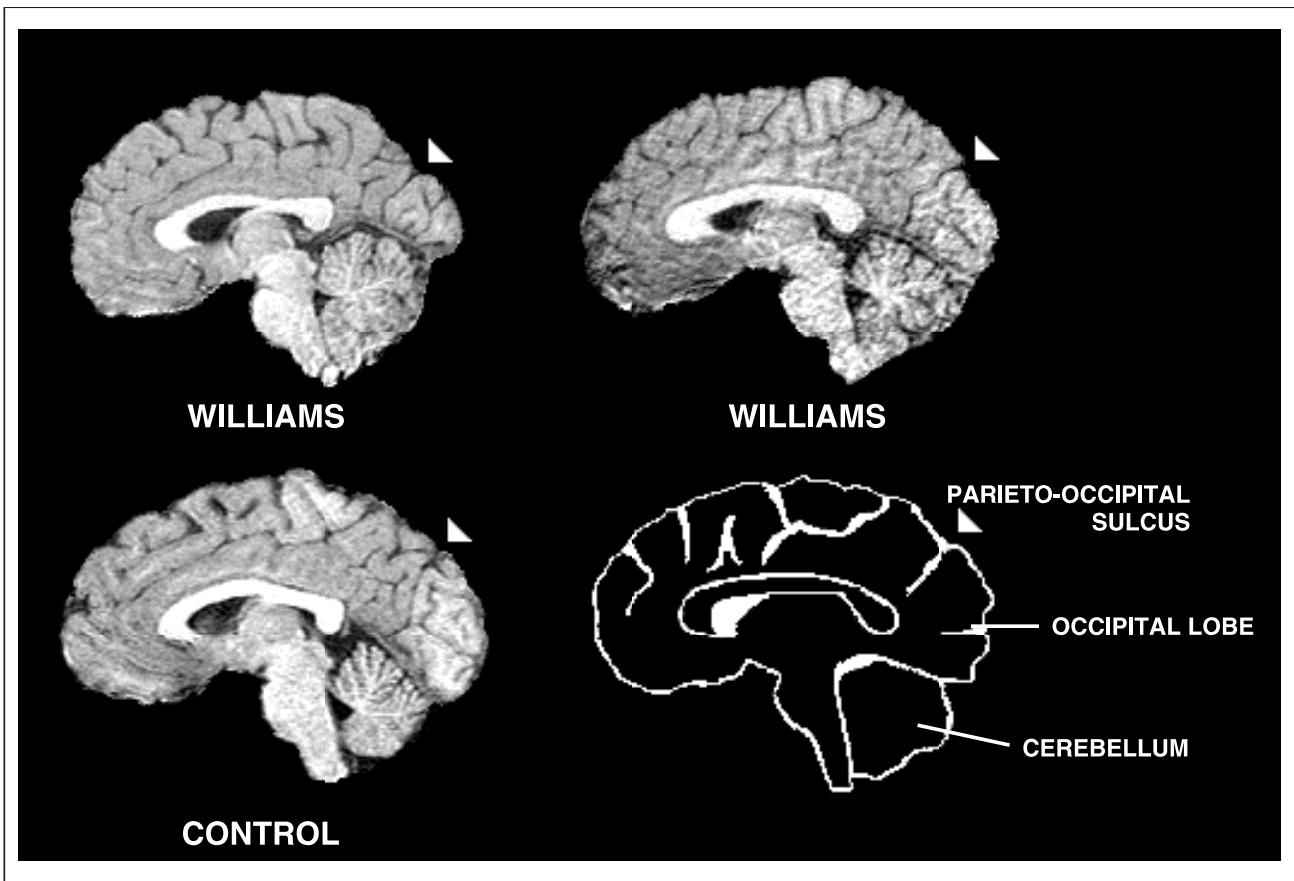 WILLIAMS
WILLIAMS
PARIETO-OCCIPITAL
SULCUS
OCCIPITAL LOBE
CEREBELLUM
CONTROL